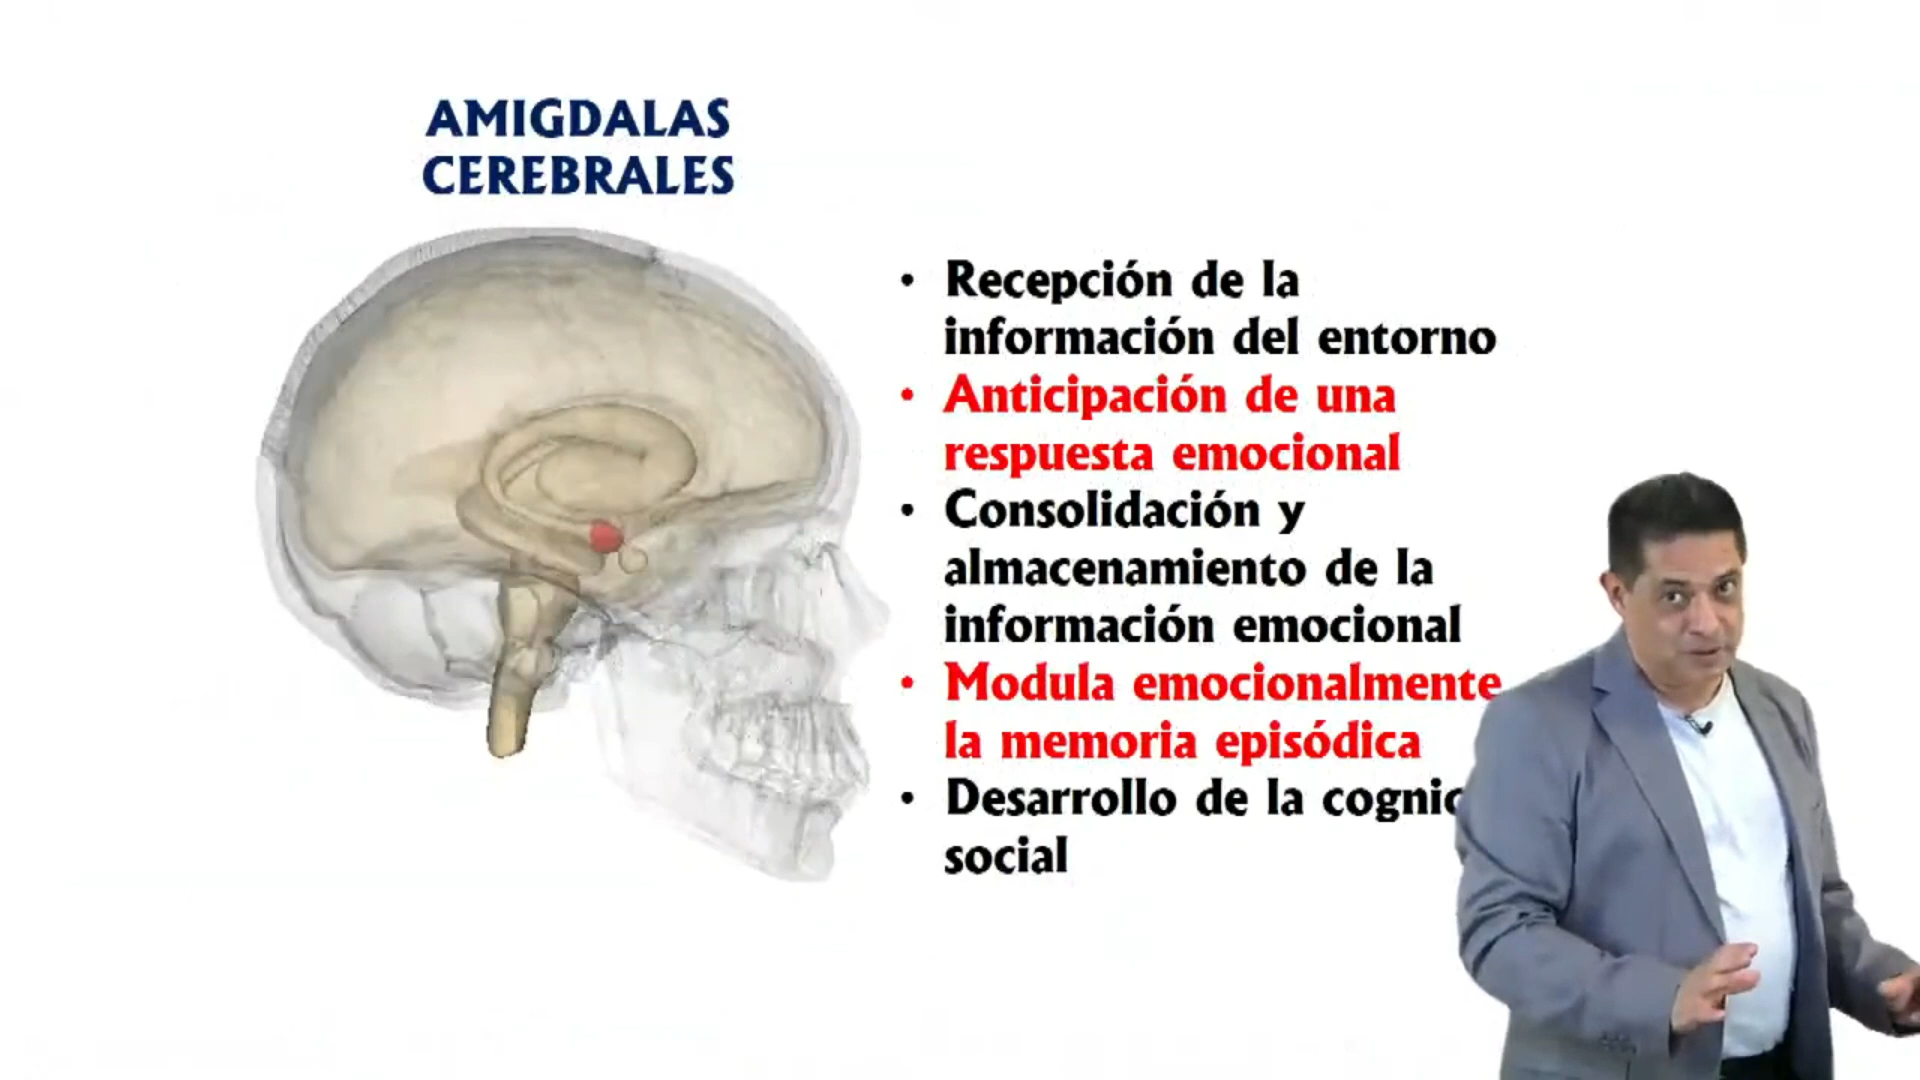 AMIGDALAS
CEREBRALES
• Recepción de la
información del entorno
• Anticipación de una
respuesta emocional
• Consolidación y
almacenamiento de la
información emocional
• Modula emocionalmente
la memoria episódica
• Desarrollo de la
social